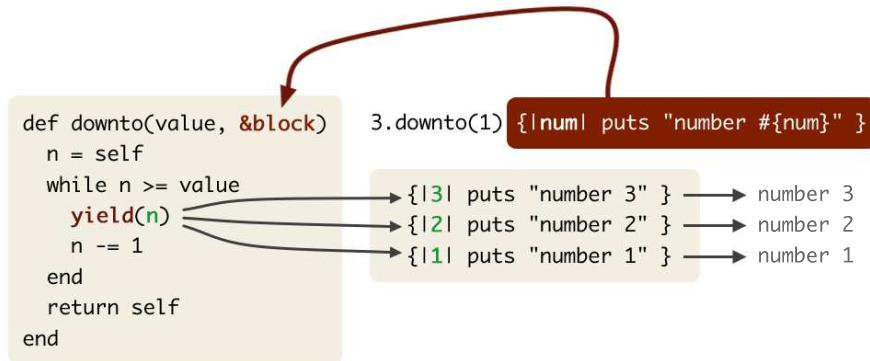 def downto(value, &block)
  n = self
  while n >= value
    yield(n)
    n -= 1
  end
  return self
end
3.downto(1) {|num| puts "number #{num}" }
{|3| puts "number 3" } number 3
{|2| puts "number 2" } number 2
{|1| puts "number 1" } number 1